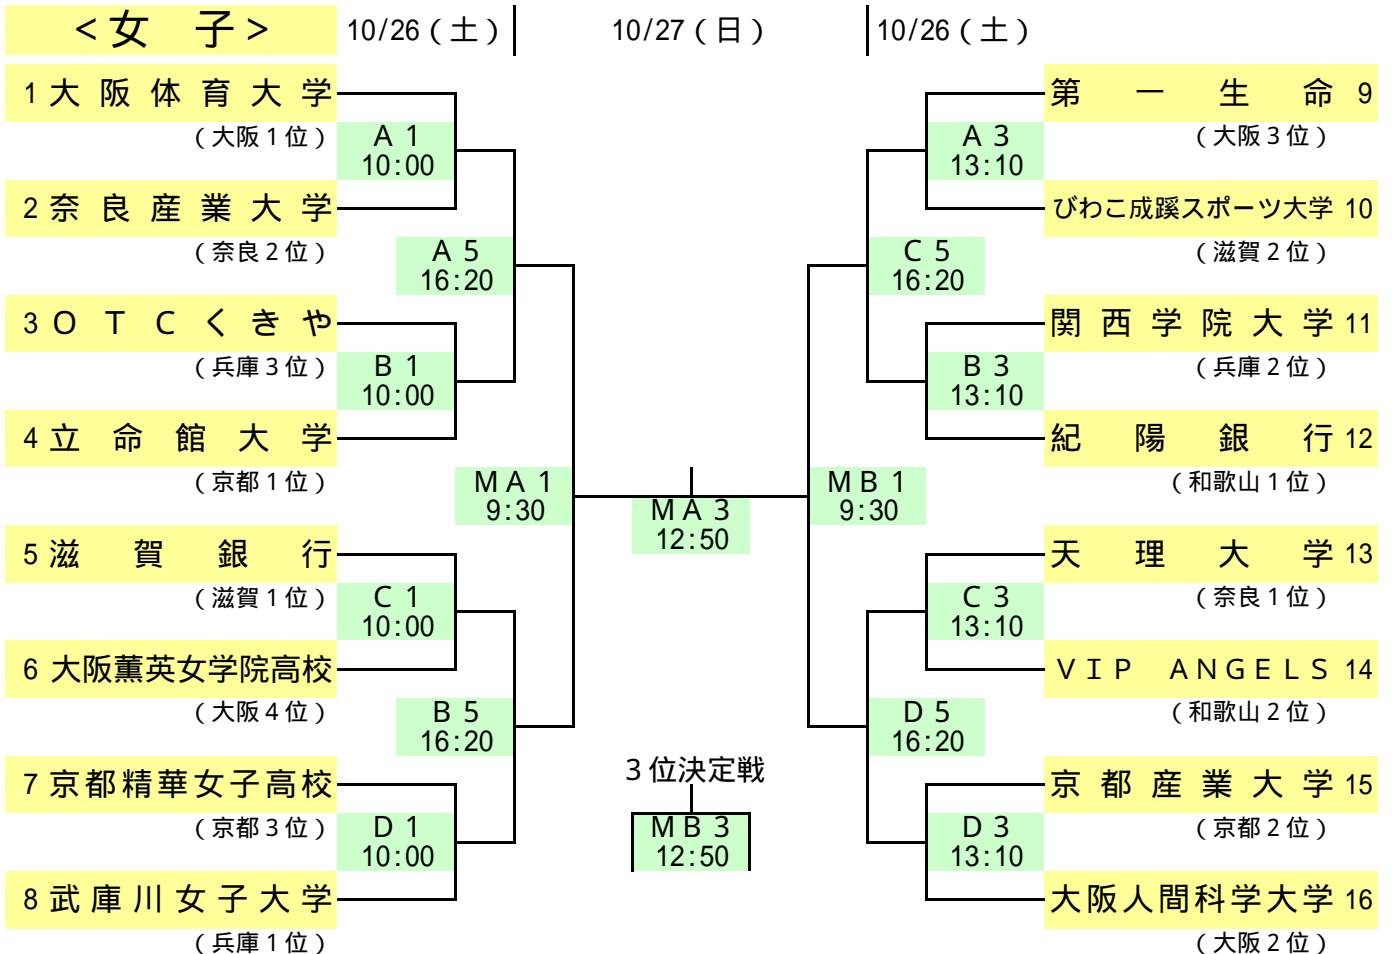 <女 子>
10/26(土)
10/27(日)
10/26(土)
1 大阪体育大学
(大阪1位)
A 1
10:00
2 奈良産業大学
(奈良2位)
A 5
16:20
3 OTCくきや
(兵庫3位)
B 1
10:00
4 立命館大学
(京都1位)
MA 1
9:30
5 滋賀銀行
(滋賀1位)
C 1
10:00
6 大阪薫英女学院高校
(大阪4位)
B 5
16:20
7 京都精華女子高校
(京都3位)
D 1
10:00
8 武庫川女子大学
(兵庫1位)
MA 3
12:50
3位決定戦
MB 3
12:50
第一生命 9
(大阪3位)
A 3
13:10
びわこ成蹊スポーツ大学 10
(滋賀2位)
C 5
16:20
関西学院大学 11
(兵庫2位)
B 3
13:10
紀陽銀行 12
(和歌山1位)
MB 1
9:30
天理大学 13
(奈良1位)
C 3
13:10
VIP ANGELS 14
(和歌山2位)
D 5
16:20
京都産業大学 15
(京都2位)
D 3
13:10
大阪人間科学大学 16
(大阪2位)